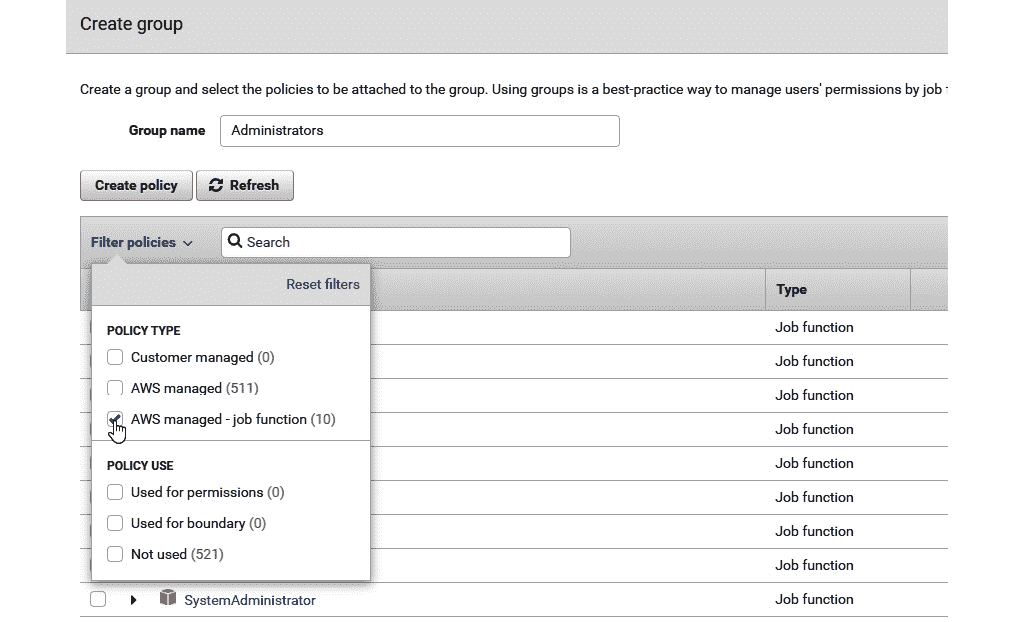 Create group
Create a group and select the policies to be attached to the group. Using groups is a best-practice way to manage users' permissions by job
Group name Administrators
Create policy Refresh
Filter policies Search
Reset filters
Type
POLICY TYPE
Job function
Customer managed (0)
Job function
AWS managed (511)
Job function
AWS managed - job function (10)
Job function
POLICY USE
Job function
Used for permissions (0)
Job function
Used for boundary (0)
Job function
Not used (521)
Job function
SystemAdministrator Job function